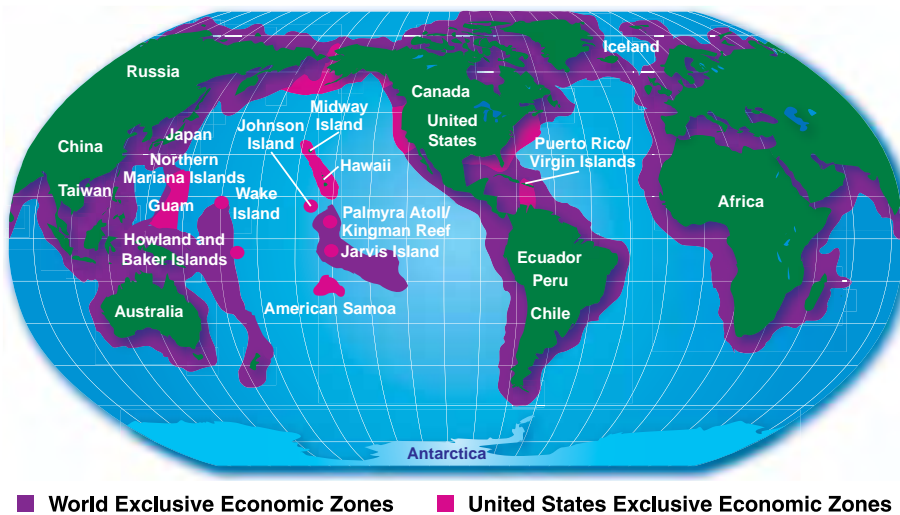 Iceland
Russia
Canada
Midway
Island
Johnson
Island
United
States
Japan
China
Puerto Rico/
Virgin Islands
Northern
Mariana Islands
Hawaii
Taiwan
Wake
Island
Guam
Africa
Palmyra Atoll/
Kingman Reef
Howland and
Baker Islands
Jarvis Island
Ecuador
Peru
Chile
American Samoa
Australia
Antarctica
World Exclusive Economic Zones
United States Exclusive Economic Zones